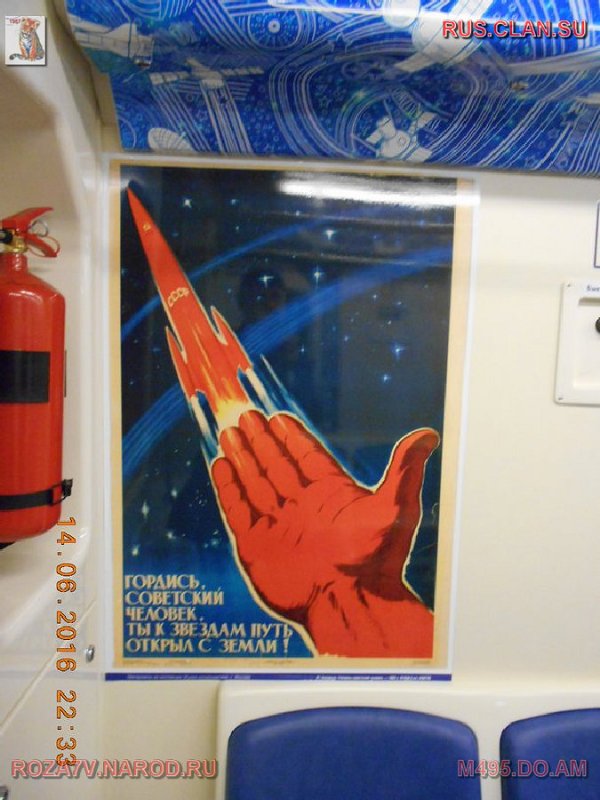 RUS.CLAN.SU
СССР
ГОРДИСЬ,
СОВЕТСКИЙ
ЧЕЛОВЕК,
ТЫ К ЗВЕЗДАМ ПУТЬ
ОТКРЫЛ С ЗЕМЛИ!
14.06.2016 22:33
ROZA7V.NAROD.RU
M495.DO.AM